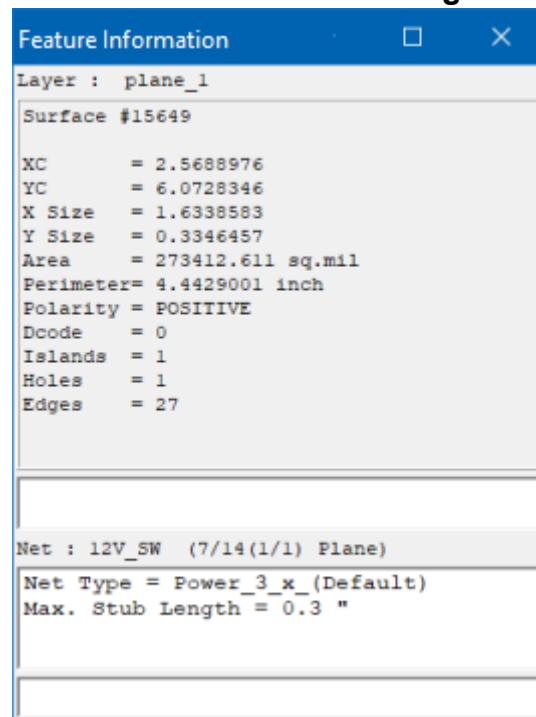 Feature Information
Layer : plane_1
Surface #15649
XC = 2.5688976
YC = 6.0728346
X Size = 1.6338583
Y Size = 0.3346457
Area = 273412.611 sq.mil
Perimeter= 4.4429001 inch
Polarity = POSITIVE
Dcode = 0
Islands = 1
Holes = 1
Edges = 27
Net : 12V_SW (7/14(1/1) Plane)
Net Type = Power_3_x_(Default)
Max. Stub Length = 0.3 "